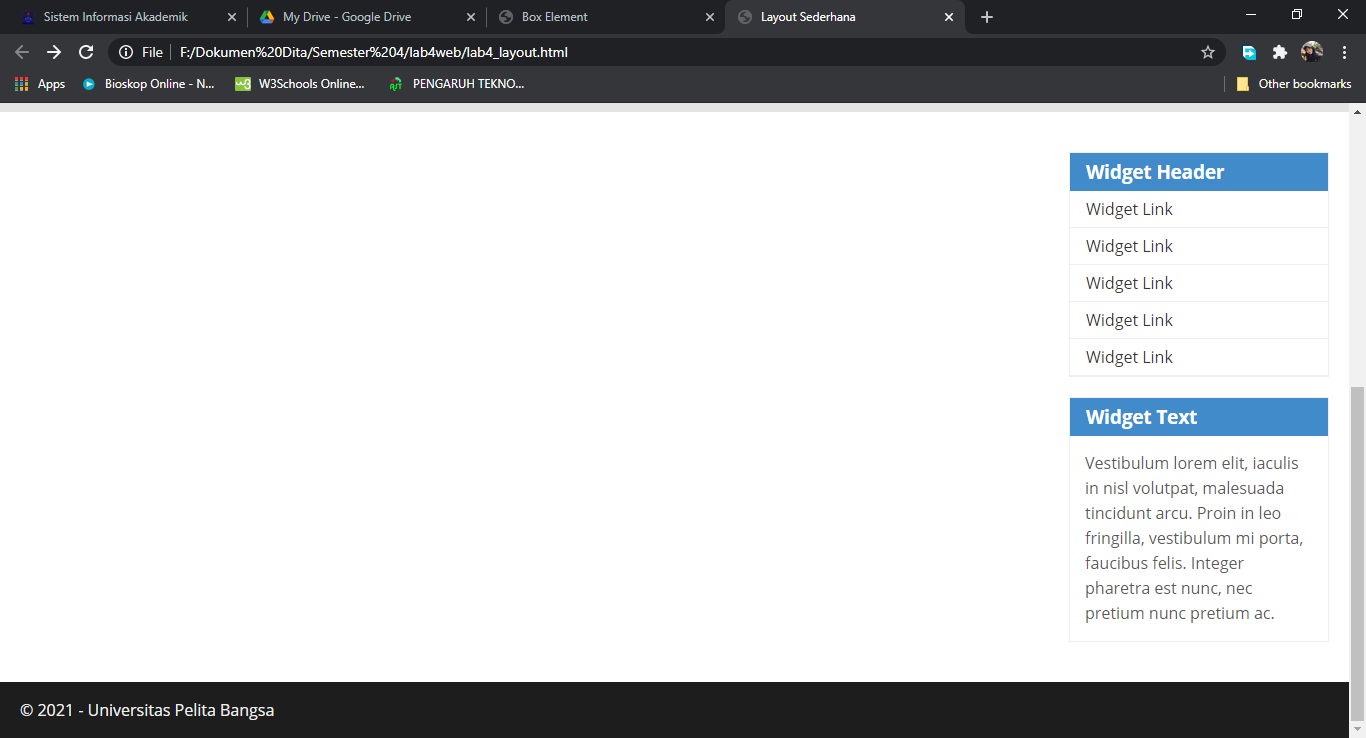 Sistem Informasi Akademik
My Drive - Google Drive
Box Element
Layout Sederhana
File
F:/Dokumen%20Dita/Semester%204/lab4web/lab4_layout.html
Apps
Bioskop Online - N...
W3Schools Online...
PENGARUH TEKNO...
Other bookmarks
Widget Header
Widget Link
Widget Link
Widget Link
Widget Link
Widget Link
Widget Text
Vestibulum lorem elit, iaculis
in nisl volutpat, malesuada
tincidunt arcu. Proin in leo
fringilla, vestibulum mi porta,
faucibus felis. Integer
pharetra est nunc, nec
pretium nunc pretium ac.
© 2021 - Universitas Pelita Bangsa